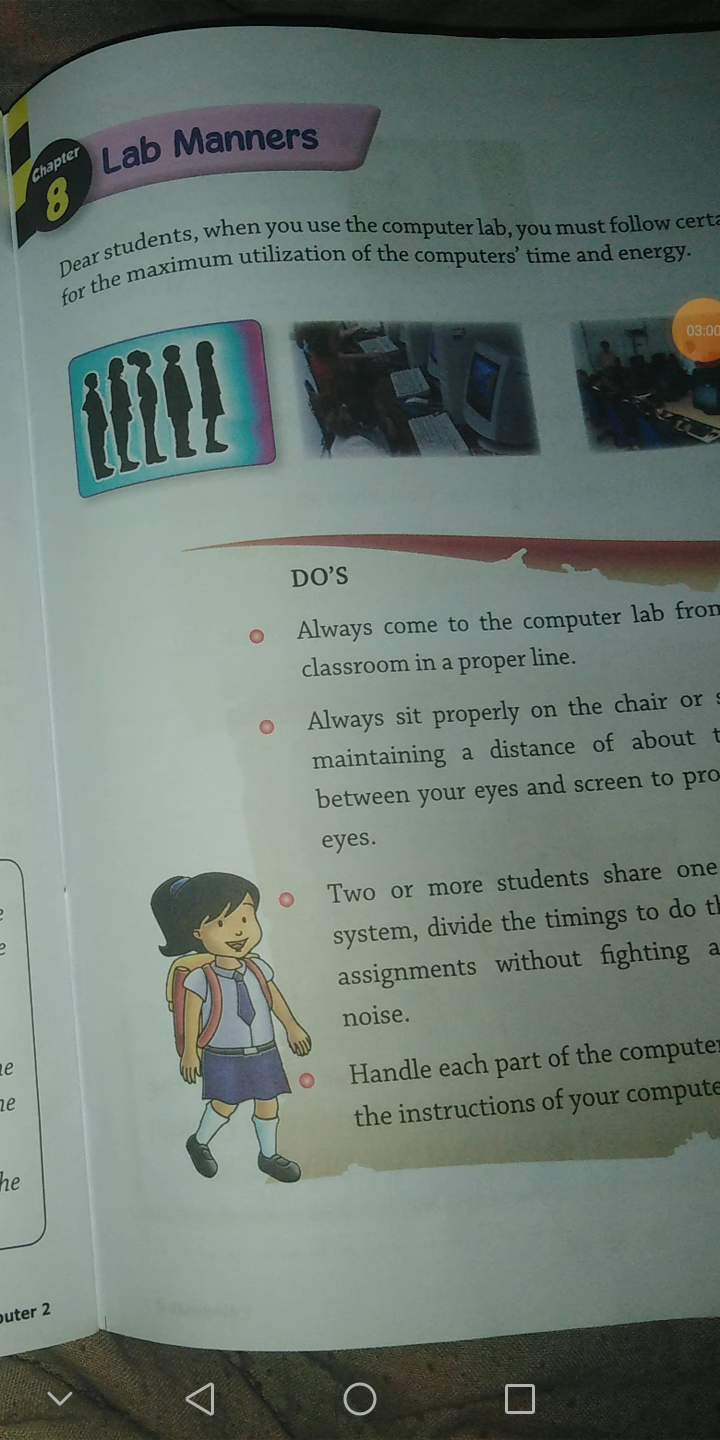 Chapter
8
Lab Manners
Dear students, when you use the computer lab, you must follow
for the maximum utilization of the computers' time and energy.
03:00
DO'S
Always come to the computer lab
classroom in a proper line.
Always sit properly on the chair or
maintaining a distance of about
between your eyes and screen to
eyes.
Two or more students share one
system, divide the timings to do
assignments without fighting
noise.
Handle each part of the
the instructions of your
2